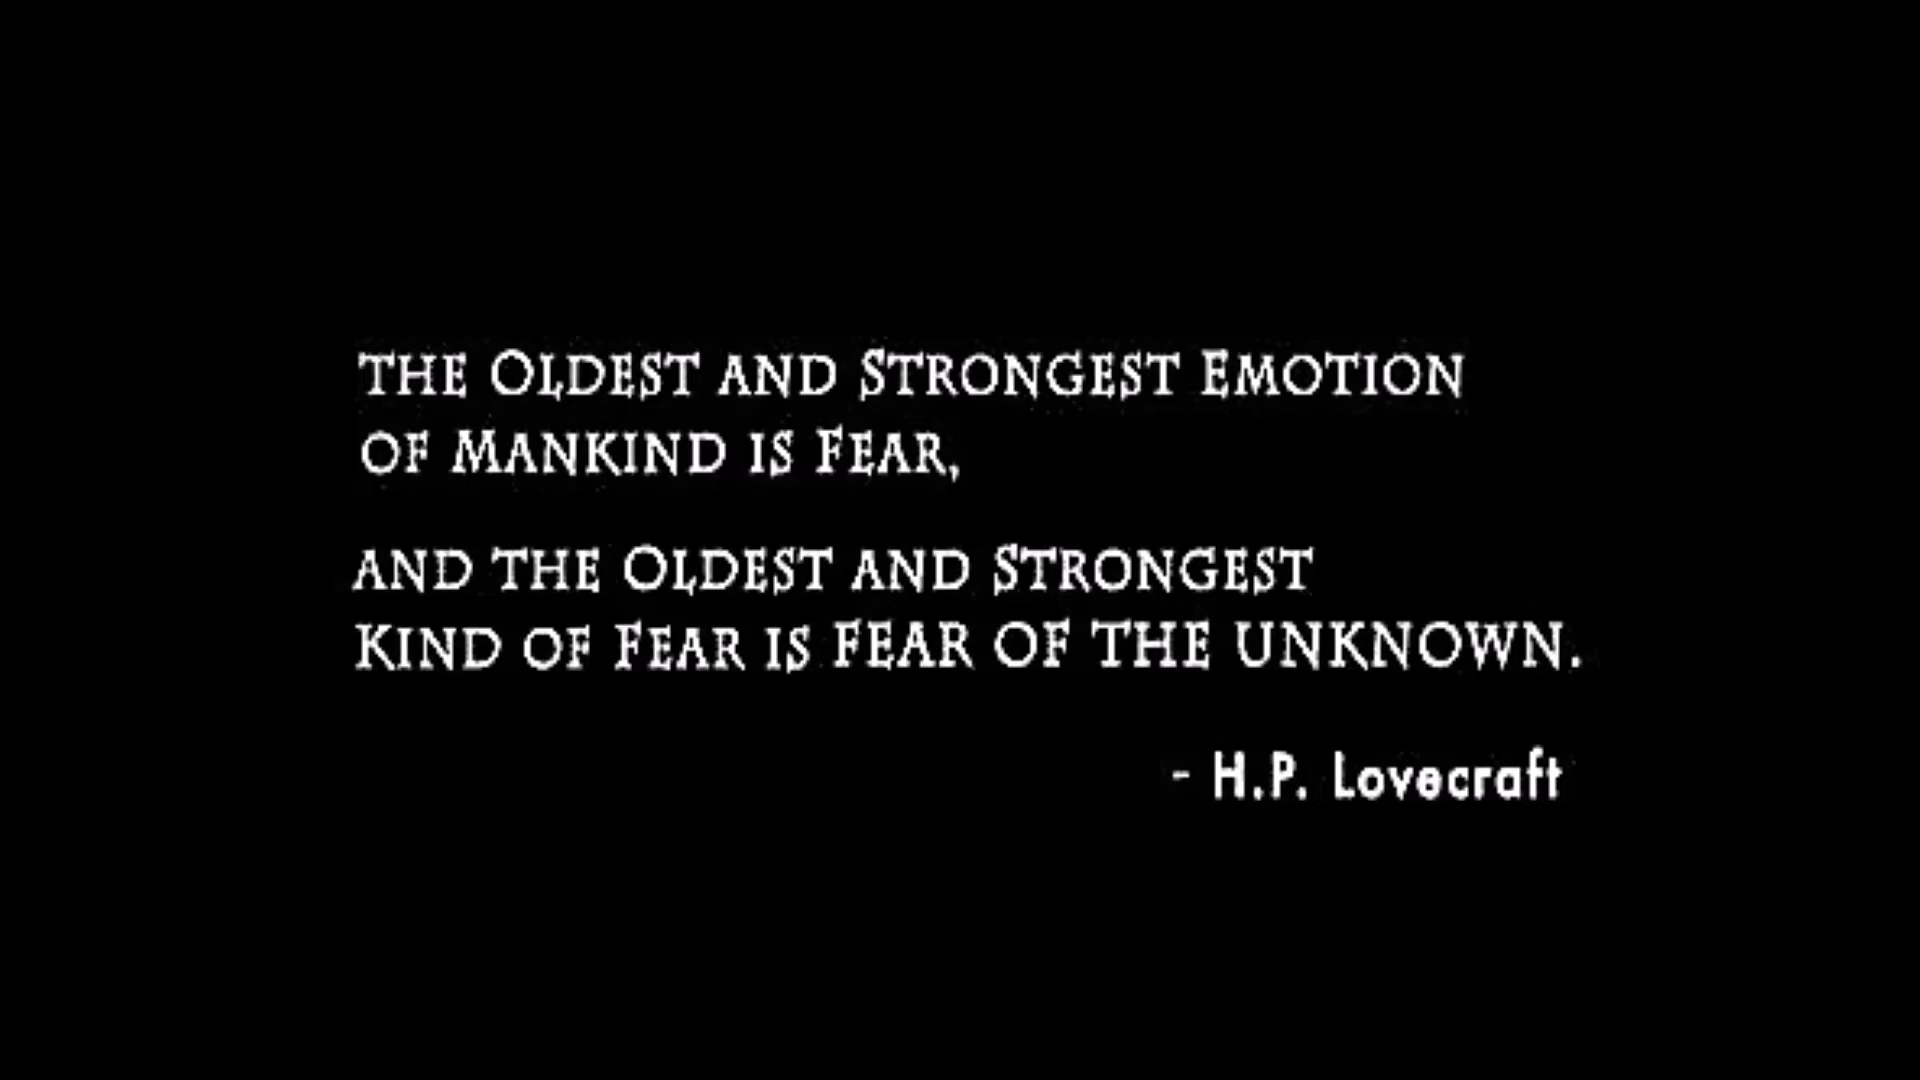 THE OLDEST AND STRONGEST EMOTION
OF MANKIND IS FEAR,
AND THE OLDEST AND STRONGEST
KIND OF FEAR IS FEAR OF THE UNKNOWN.
- H.P. Lovecraft